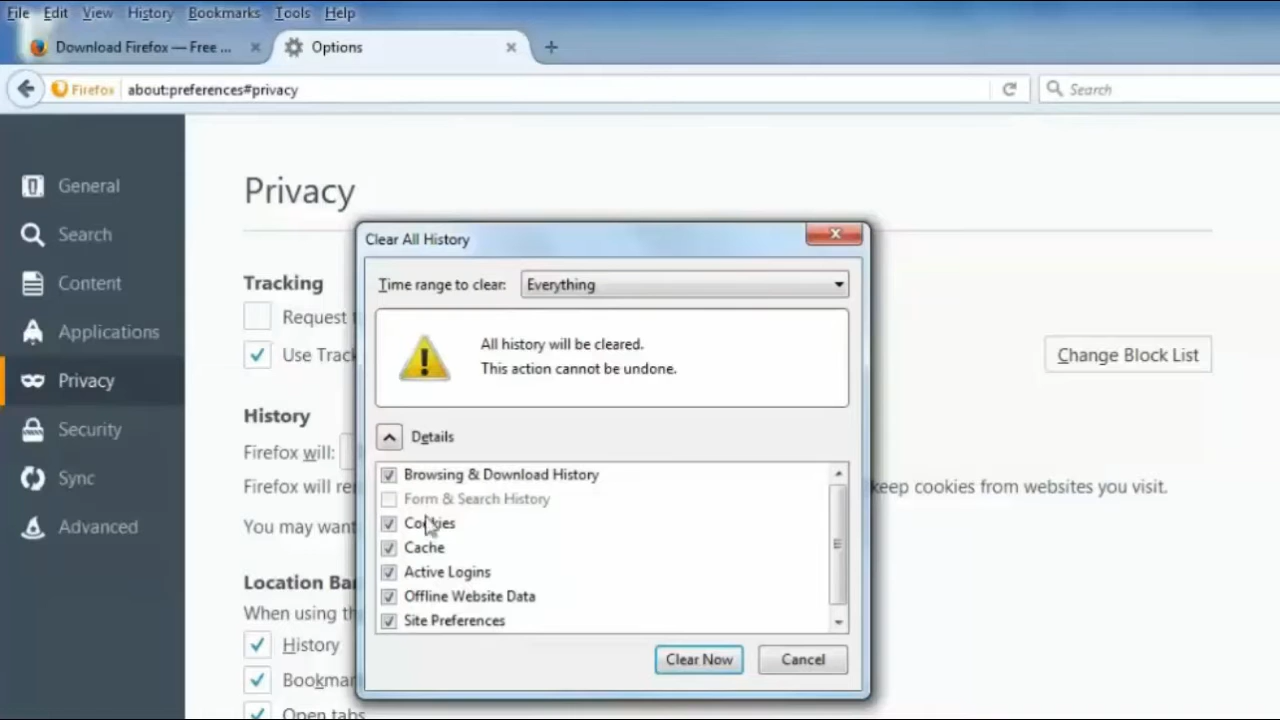 File Edit View History Bookmarks Tools Help
Download Firefox — Free ...
Options
Firefox about:preferences#privacy
Search
General
Search
Content
Applications
Privacy
Security
Sync
Advanced
Privacy
Tracking
Request
Use Trac
Change Block List
History
Firefox will:
Firefox will re
keep cookies from websites you visit.
You may want
Location Ba
When using th
History
Bookmar
Open tabs
Clear All History
Time range to clear: Everything
All history will be cleared.
This action cannot be undone.
Details
Browsing & Download History
Form & Search History
Cookies
Cache
Active Logins
Offline Website Data
Site Preferences
Clear Now Cancel